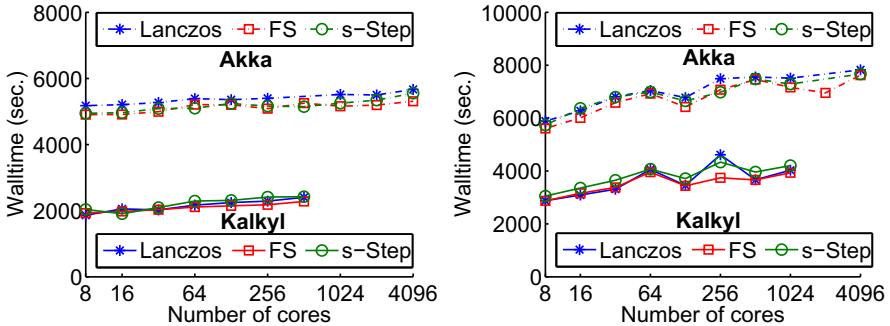 8000
6000
4000
2000
0
Walltime (sec.)
Lanczos FS s-Step
Akka
Kalkyl
Lanczos FS s-Step
8 16 64 256 1024 4096
Number of cores
10000
8000
6000
4000
2000
0
Walltime (sec.)
Lanczos FS s-Step
Akka
Kalkyl
Lanczos FS s-Step
8 16 64 256 1024 4096
Number of cores